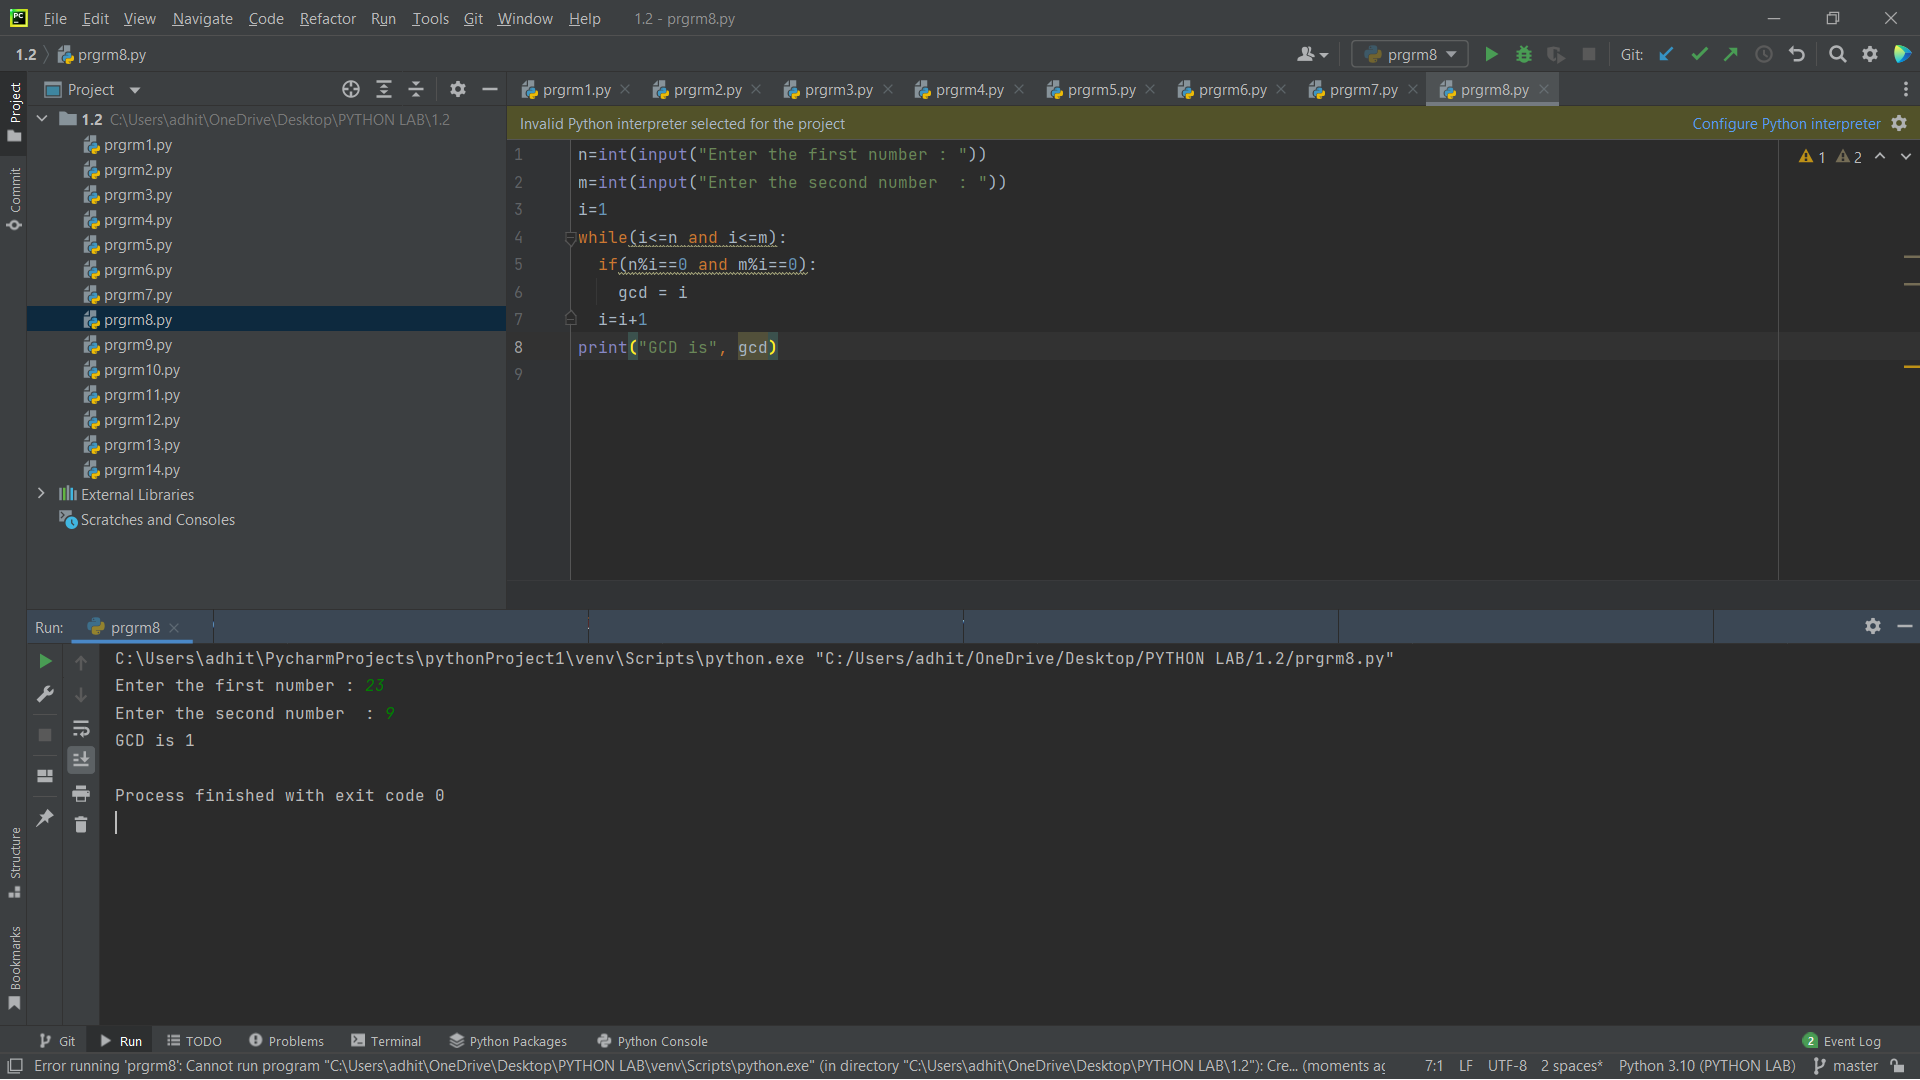 File Edit View Navigate Code Refactor Run Tools Git Window Help 1.2 - prgrm8.py
1.2 prgrm8.py
prgrm8
Git:
Project
prgrm1.py prgrm2.py prgrm3.py prgrm4.py prgrm5.py prgrm6.py prgrm7.py prgrm8.py
Project
Commit
Structure
Bookmarks
1.2 C:\Users\adhit\OneDrive\Desktop\PYTHON LAB\1.2
prgrm1.py
prgrm2.py
prgrm3.py
prgrm4.py
prgrm5.py
prgrm6.py
prgrm7.py
prgrm8.py
prgrm9.py
prgrm10.py
prgrm11.py
prgrm12.py
prgrm13.py
prgrm14.py
External Libraries
Scratches and Consoles
Invalid Python interpreter selected for the project
Configure Python interpreter
1 2
1 n=int(input("Enter the first number : "))
2 m=int(input("Enter the second number  : "))
3 i=1
4 while(i<=n and i<=m):
5   if(n%i==0 and m%i==0):
6     gcd = i
7   i=i+1
8 print("GCD is", gcd)
9
Run: prgrm8
C:\Users\adhit\PycharmProjects\pythonProject1\venv\Scripts\python.exe "C:/Users/adhit/OneDrive/Desktop/PYTHON LAB/1.2/prgrm8.py"
Enter the first number : 23
Enter the second number  : 9
GCD is 1
Process finished with exit code 0
Git Run TODO Problems Terminal Python Packages Python Console 2 Event Log
Error running 'prgrm8': Cannot run program "C:\Users\adhit\OneDrive\Desktop\PYTHON LAB\venv\Scripts\python.exe" (in directory "C:\Users\adhit\OneDrive\Desktop\PYTHON LAB\1.2"): Cre... (moments ag 7:1 LF UTF-8 2 spaces* Python 3.10 (PYTHON LAB) master